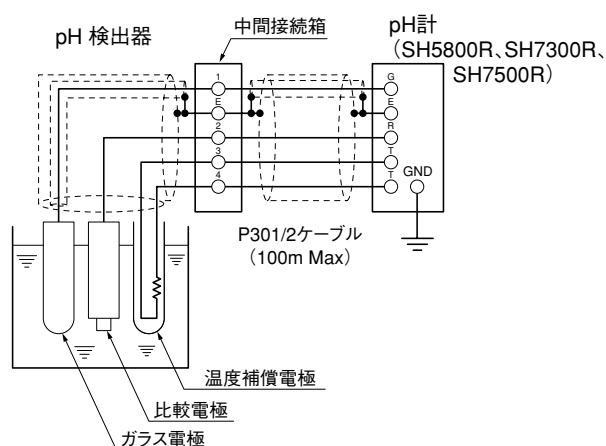 pH 検出器
中間接続箱
pH計
（SH5800R、SH7300R、
SH7500R）
1
E
2
3
4
G
E
R
T
T
GND
P301/2ケーブル
（100m Max）
温度補償電極
比較電極
ガラス電極